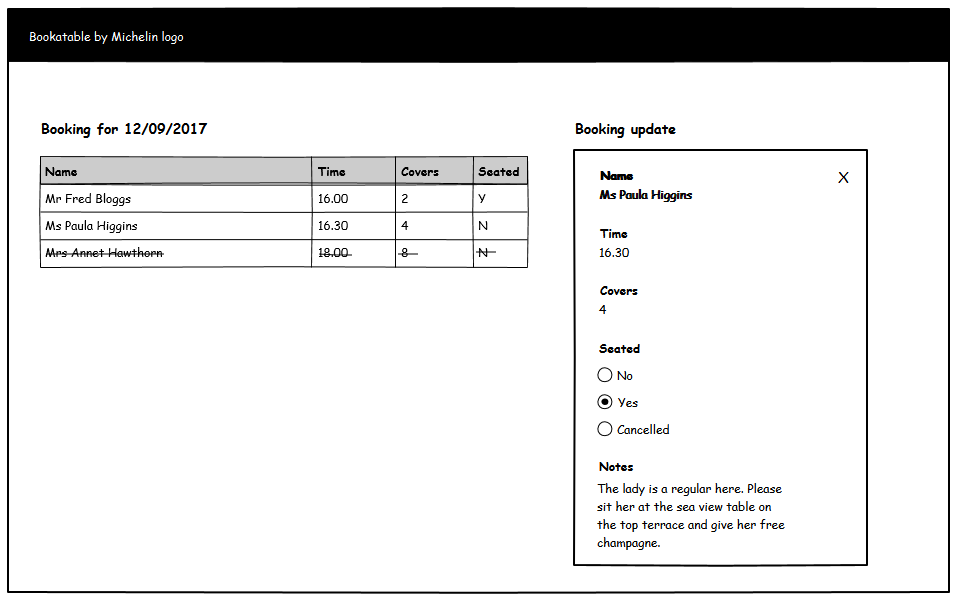 Bookatable by Michelin logo
Booking for 12/09/2017
Name Time Covers Seated
Mr Fred Bloggs 16.00 2 Y
Ms Paula Higgins 16.30 4 N
Mrs Annet Hawthorn 18.00 8 N
Booking update
X
Name
Ms Paula Higgins
Time
16.30
Covers
4
Seated
No
Yes
Cancelled
Notes
The lady is a regular here. Please
sit her at the sea view table on
the top terrace and give her free
champagne.